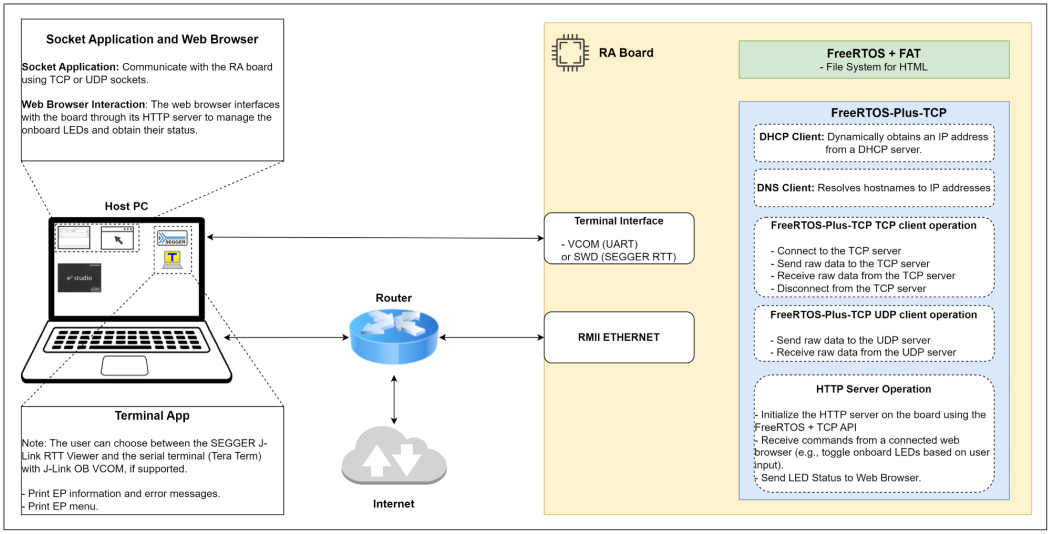 Socket Application and Web Browser
Socket Application: Communicate with the RA board
using TCP or UDP sockets.
Web Browser Interaction: The web browser interfaces
with the board through its HTTP server to manage the
onboard LEDs and obtain their status.
Host PC
SEGGER
T
e² studio
Terminal App
Note: The user can choose between the SEGGER J-
Link RTT Viewer and the serial terminal (Tera Term)
with J-Link OB VCOM, if supported.
- Print EP information and error messages.
- Print EP menu.
Router
Internet
RA Board
Terminal Interface
- VCOM (UART)
or SWD (SEGGER RTT)
RMII ETHERNET
FreeRTOS + FAT
- File System for HTML
FreeRTOS-Plus-TCP
DHCP Client: Dynamically obtains an IP address
from a DHCP server.
DNS Client: Resolves hostnames to IP addresses
FreeRTOS-Plus-TCP TCP client operation
- Connect to the TCP server
- Send raw data to the TCP server
- Receive raw data from the TCP server
- Disconnect from the TCP server
FreeRTOS-Plus-TCP UDP client operation
- Send raw data to the UDP server
- Receive raw data from the UDP server
HTTP Server Operation
- Initialize the HTTP server on the board using the
FreeRTOS + TCP API
- Receive commands from a connected web
browser (e.g., toggle onboard LEDs based on user
input).
- Send LED Status to Web Browser.